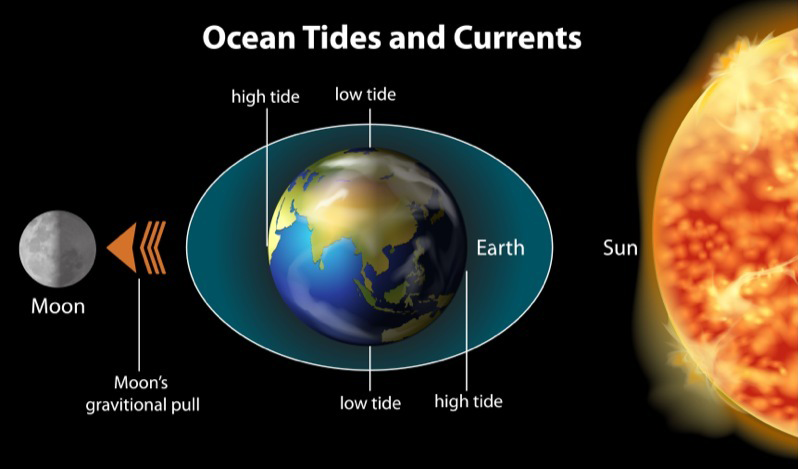 Ocean Tides and Currents
high tide
low tide
Earth
Sun
Moon
Moon's
gravitional pull
low tide
high tide